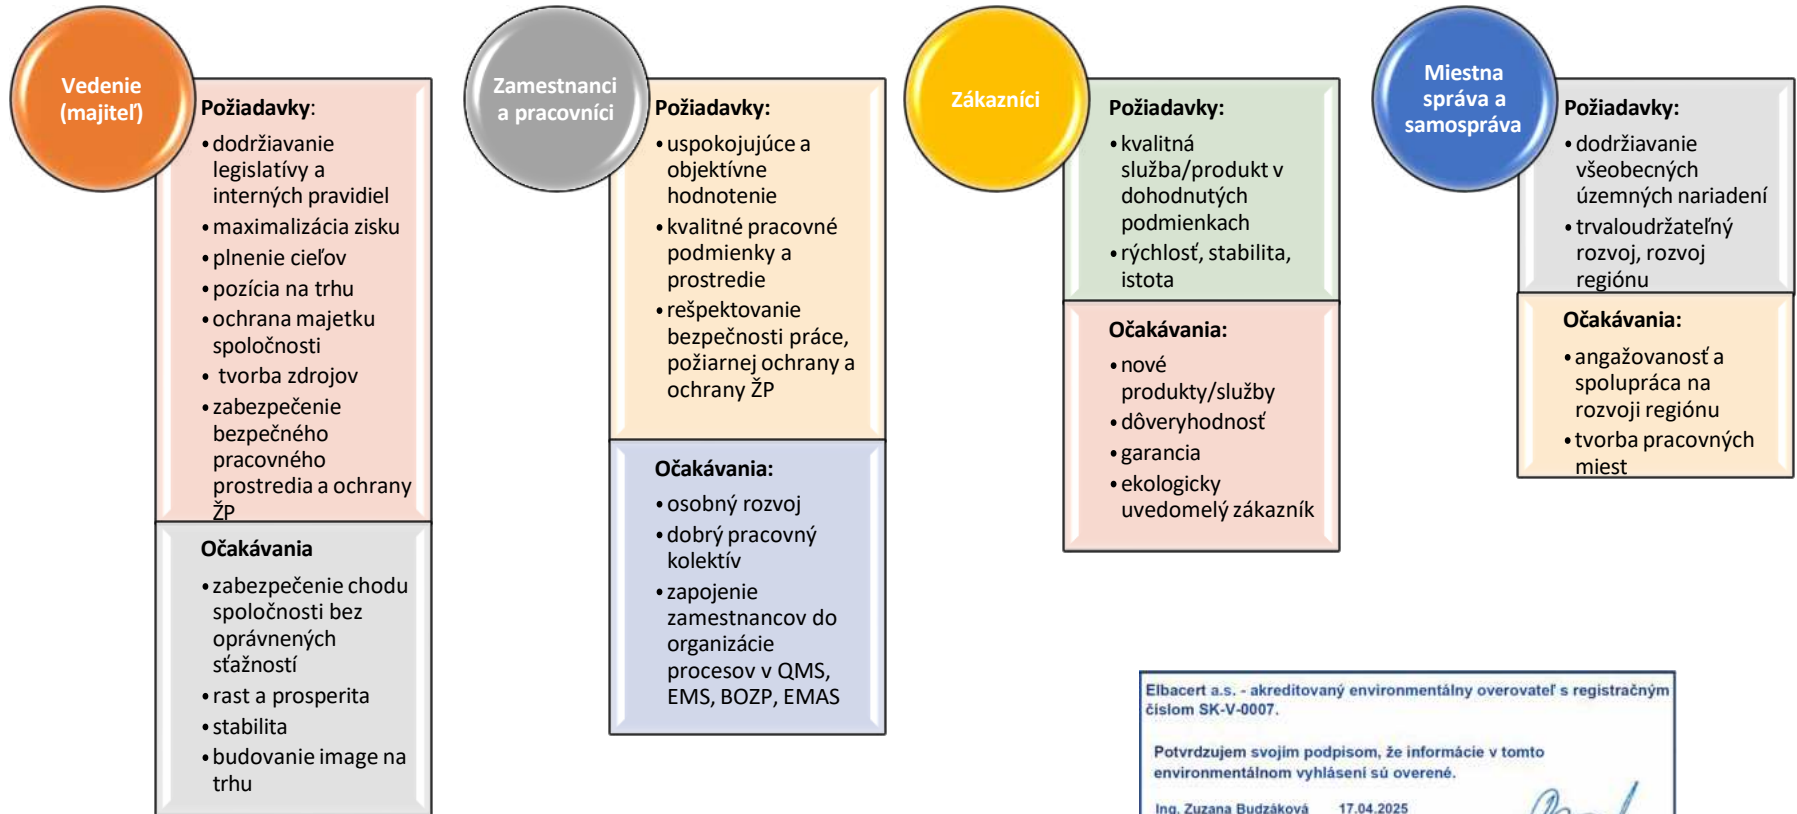 Vedenie
(majiteľ)
Požiadavky:
•dodržiavanie
legislatívy a
interných pravidiel
•maximalizácia zisku
•plnenie cieľov
•pozícia na trhu
•ochrana majetku
spoločnosti
• tvorba zdrojov
•zabezpečenie
bezpečného
pracovného
prostredia a ochrany
ŽP
Očakávania
•zabezpečenie chodu
spoločnosti bez
oprávnených
sťažností
•rast a prosperita
•stabilita
•budovanie image na
trhu
Zamestnanci
a pracovníci
Požiadavky:
•uspokojujúce a
objektívne
hodnotenie
•kvalitné pracovné
podmienky a
prostredie
•rešpektovanie
bezpečnosti práce,
požiarnej ochrany a
ochrany ŽP
Očakávania:
•osobný rozvoj
•dobrý pracovný
kolektív
•zapojenie
zamestnancov do
organizácie
procesov v QMS,
EMS, BOZP, EMAS
Zákazníci
Požiadavky:
•kvalitná
služba/produkt v
dohodnutých
podmienkach
•rýchlosť, stabilita,
istota
Očakávania:
•nové
produkty/služby
•dôveryhodnosť
•garancia
•ekologicky
uvedomelý zákazník
Miestna
správa a
samospráva
Požiadavky:
•dodržiavanie
všeobecných
územných nariadení
•trvaloudržateľný
rozvoj, rozvoj
regiónu
Očakávania:
•angažovanosť a
spolupráca na
rozvoji regiónu
•tvorba pracovných
miest
Elbacert a.s. - akreditovaný environmentálny overovateľ s registračným
číslom SK-V-0007.
Potvrdzujem svojim podpisom, že informácie v tomto
environmentálnom vyhlásení sú overené.
Ing. Zuzana Budzáková 17.04.2025